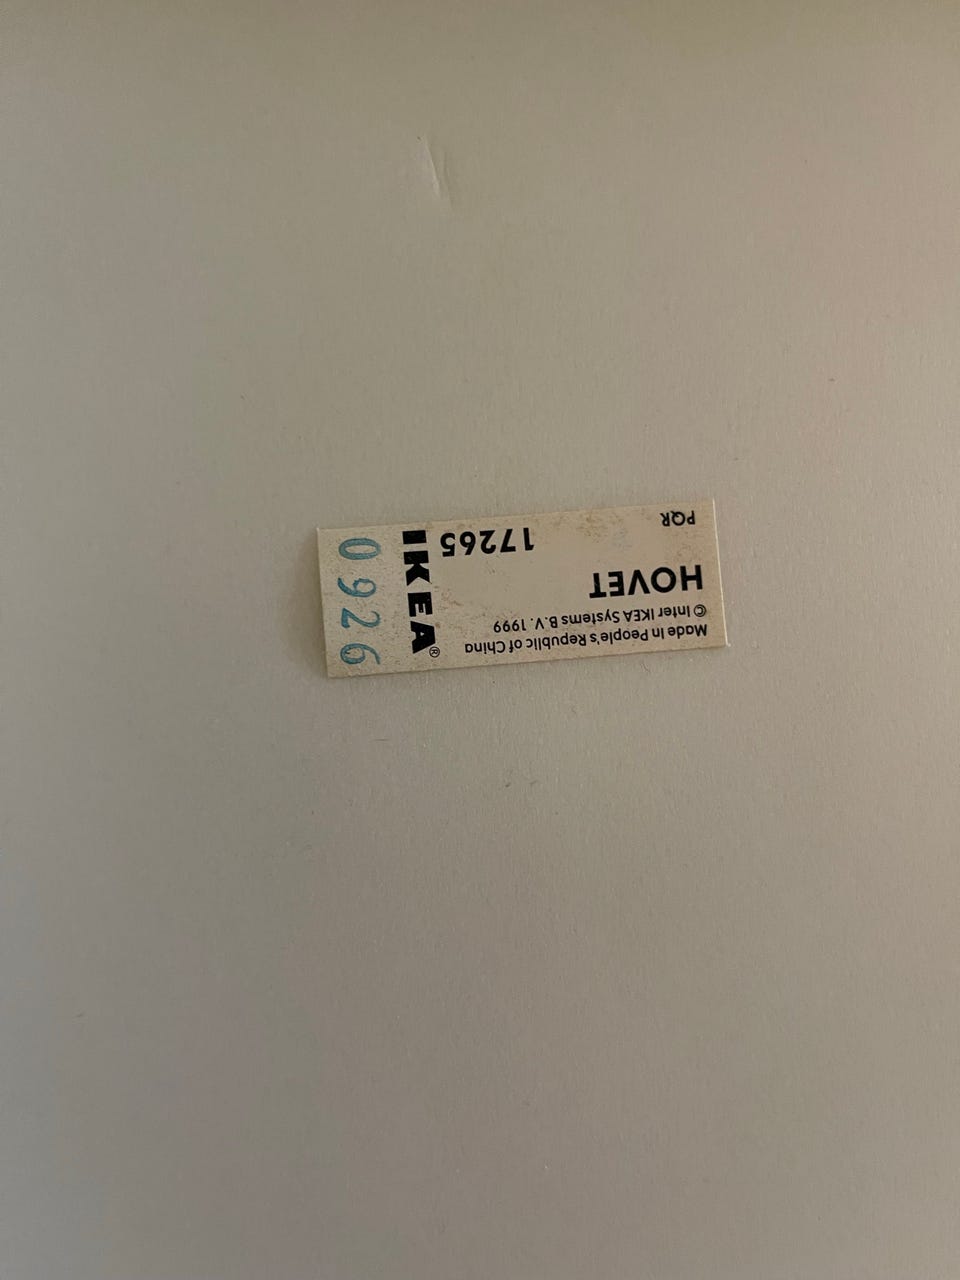 Made in People's Republic of China
© Inter IKEA Systems B.V. 1999
HOVET
PQR
17265
IKEA®
0926